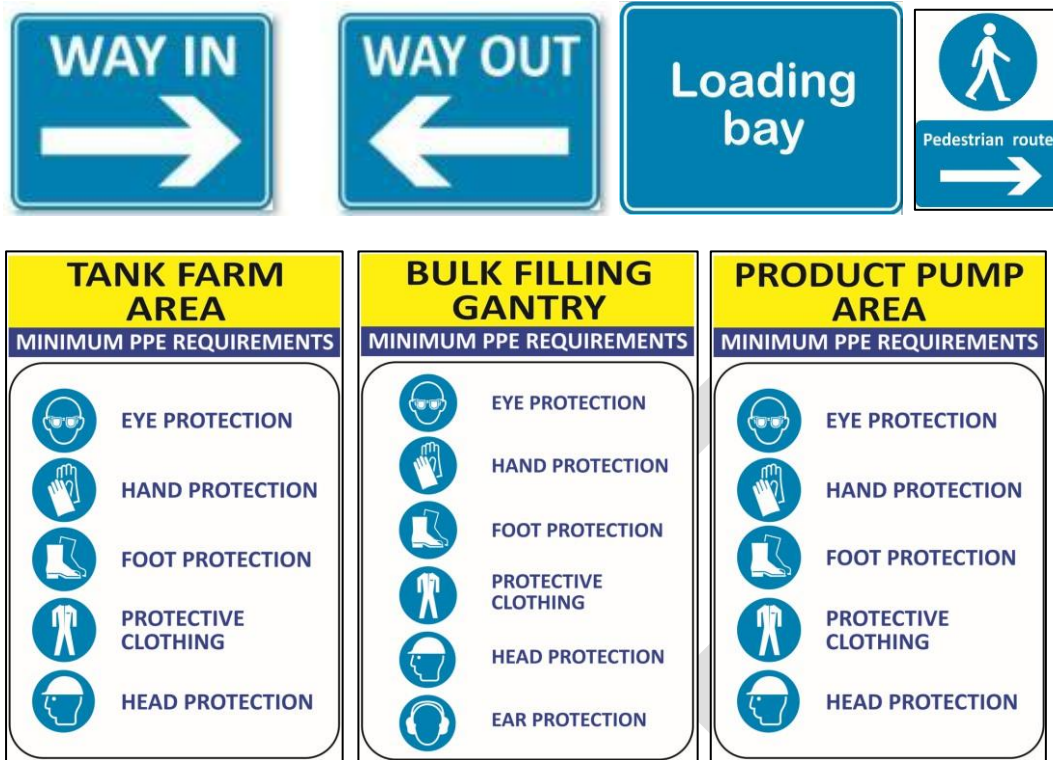 WAY IN
WAY OUT
Loading
bay
Pedestrian route
TANK FARM
AREA
MINIMUM PPE REQUIREMENTS
EYE PROTECTION
HAND PROTECTION
FOOT PROTECTION
PROTECTIVE
CLOTHING
HEAD PROTECTION
BULK FILLING
GANTRY
MINIMUM PPE REQUIREMENTS
EYE PROTECTION
HAND PROTECTION
FOOT PROTECTION
PROTECTIVE
CLOTHING
HEAD PROTECTION
EAR PROTECTION
PRODUCT PUMP
AREA
MINIMUM PPE REQUIREMENTS
EYE PROTECTION
HAND PROTECTION
FOOT PROTECTION
PROTECTIVE
CLOTHING
HEAD PROTECTION